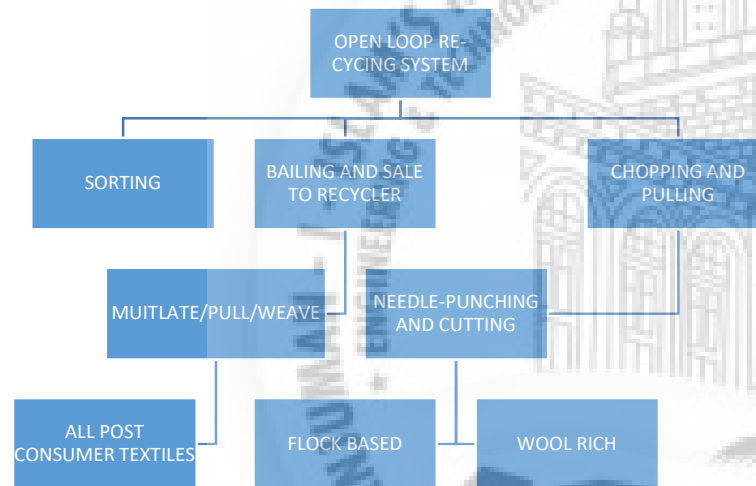 OPEN LOOP RE-
CYCING SYSTEM
SORTING
BAILING AND SALE
TO RECYCLER
CHOPPING AND
PULLING
MUITLATE/PULL/WEAVE
NEEDLE-PUNCHING
AND CUTTING
ALL POST
CONSUMER TEXTILES
FLOCK BASED
WOOL RICH